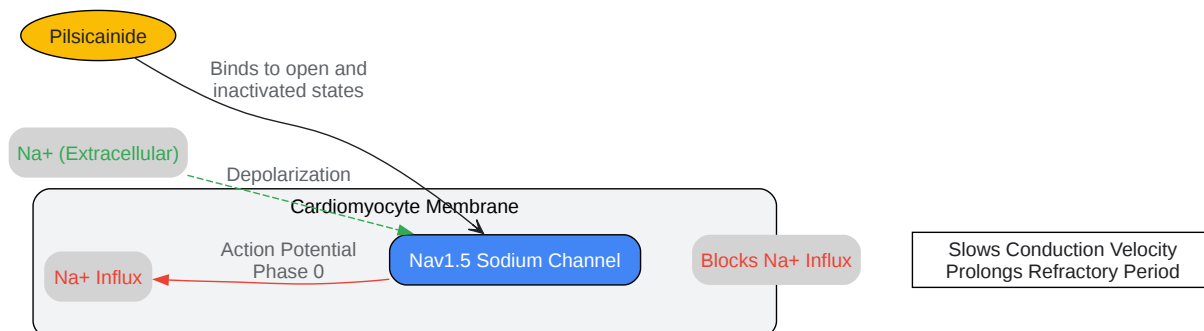 Pilsicainide
Binds to open and
inactivated states
Na+ (Extracellular)
Depolarization
Cardiomyocyte Membrane
Action Potential
Phase 0
Na+ Influx
Nav1.5 Sodium Channel
Blocks Na+ Influx
Slows Conduction Velocity
Prolongs Refractory Period